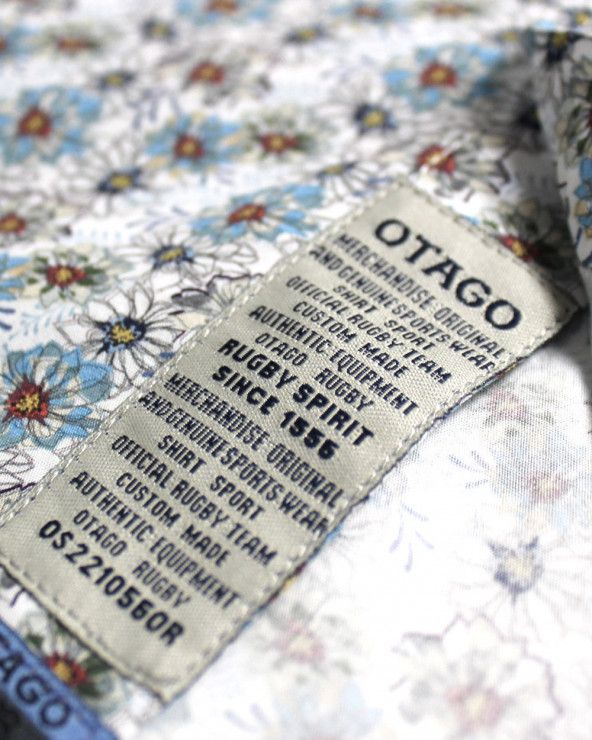 OTAGO
MERCHANDISE ORIGINAL
AND GENUINE SPORTS WEAR
SHIRT SPORT
OFFICIAL RUGBY TEAM
CUSTOM MADE
AUTHENTIC EQUIPMENT
OTAGO RUGBY
RUGBY SPIRIT
SINCE 1556
MERCHANDISE ORIGINAL
AND GENUINE SPORTS WEAR
SHIRT SPORT
OFFICIAL RUGBY TEAM
CUSTOM MADE
AUTHENTIC EQUIPMENT
OTAGO RUGBY
OS2210560R
TAGO